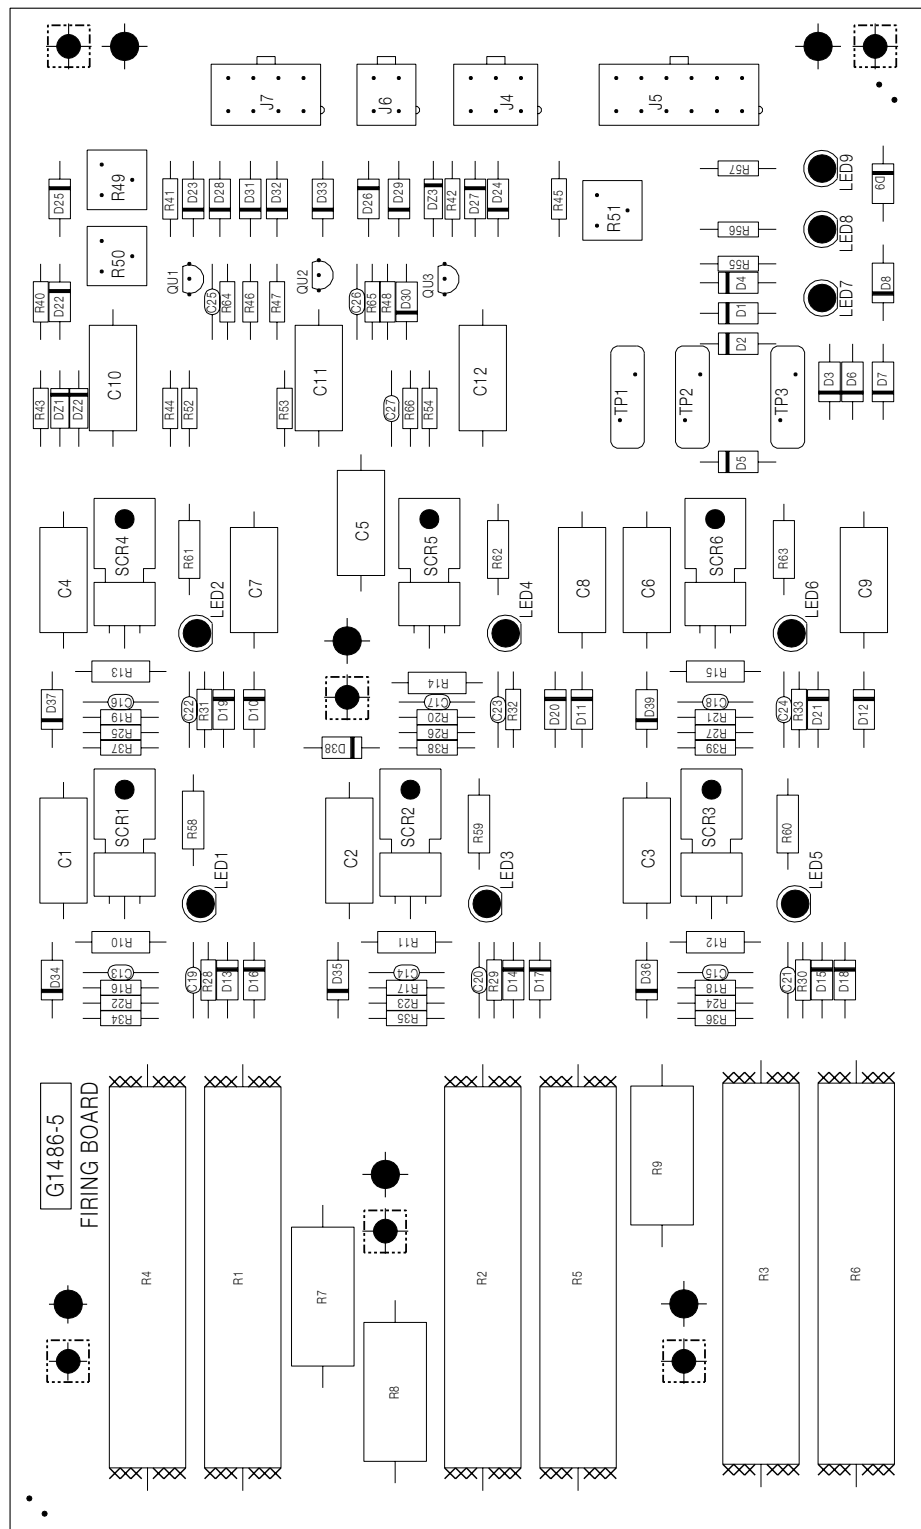 J7
J6
J4
J5
D25
R49
R41
D23
D28
D31
D32
D33
D26
D29
DZ3
R42
D27
D24
R45
R51
R57
LED9
D9
R50
R56
LED8
QU1
QU2
QU3
R55
D4
LED7
D8
R40
D22
C25
R64
R46
R47
C26
R65
R48
D30
D1
D2
C10
C11
C12
TP1
TP2
TP3
D3
D6
D7
R43
DZ1
DZ2
R44
R52
R53
C27
R66
R54
D5
C5
C4
SCR4
R61
LED2
C7
SCR5
R62
LED4
C8
C6
SCR6
R63
LED6
C9
R13
R14
R15
D37
C16
R19
R25
R37
C22
R31
D19
D10
D38
C17
R20
R26
R38
C23
R32
D20
D11
D39
C18
R21
R27
R39
C24
R33
D21
D12
C1
SCR1
R58
LED1
C2
SCR2
R59
LED3
C3
SCR3
R60
LED5
R10
R11
R12
D34
C13
R16
R22
R34
C19
R28
D13
D16
D35
C14
R17
R23
R35
C20
R29
D14
D17
D36
C15
R18
R24
R36
C21
R30
D15
D18
G1486-5
FIRING BOARD
R4
R1
R7
R8
R2
R5
R9
R3
R6